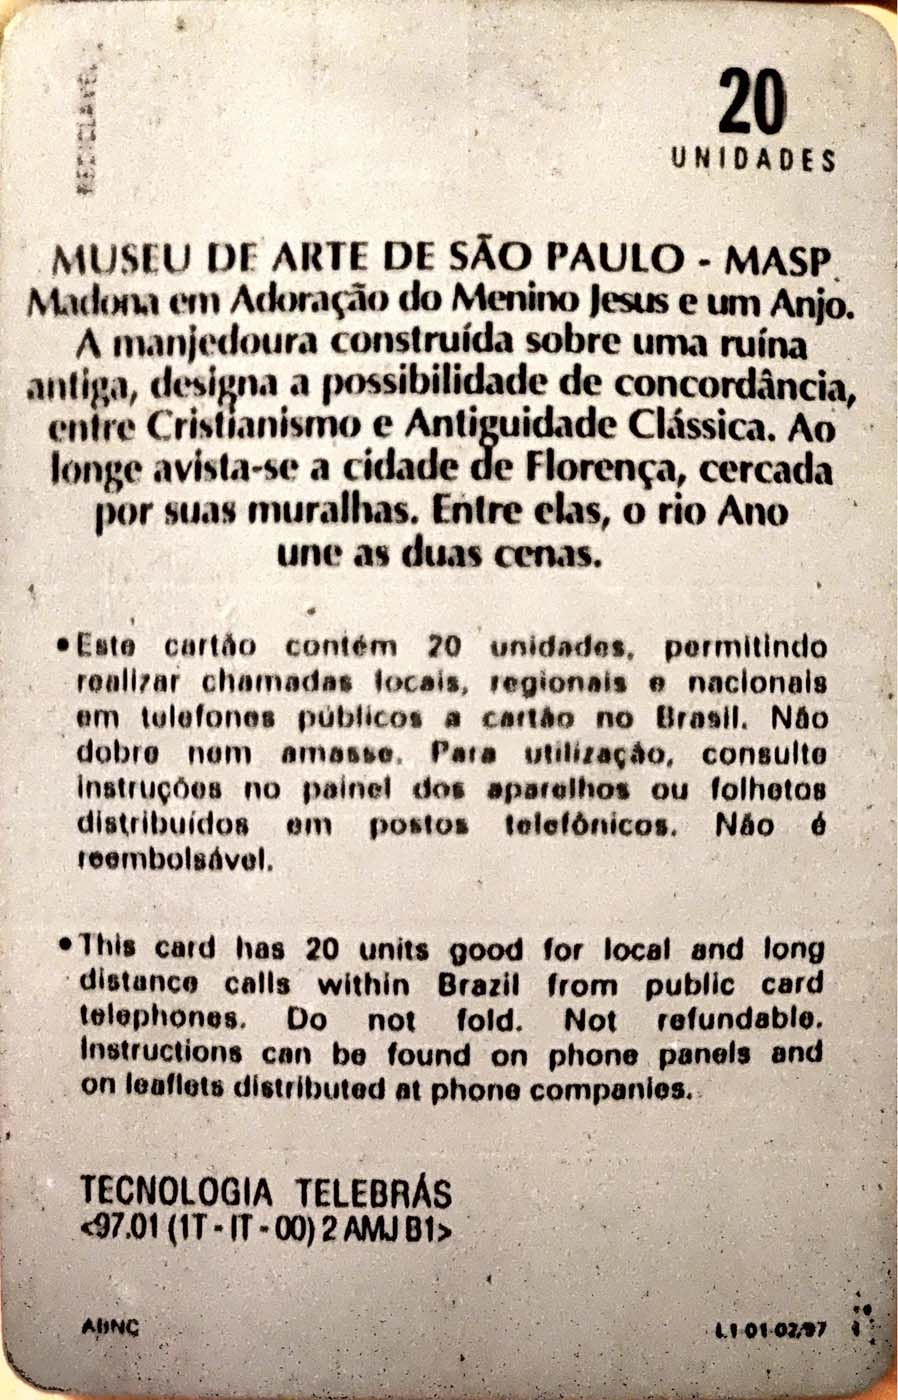 RECICLÁVEL
20
UNIDADES
MUSEU DE ARTE DE SÃO PAULO - MASP
Madona em Adoração do Menino Jesus e um Anjo.
A manjedoura construída sobre uma ruína
antiga, designa a possibilidade de concordância,
entre Cristianismo e Antiguidade Clássica. Ao
longe avista-se a cidade de Florença, cercada
por suas muralhas. Entre elas, o rio Ano
une as duas cenas.
•Este cartão contém 20 unidades, permitindo
realizar chamadas locais, regionais e nacionais
em telefones públicos a cartão no Brasil. Não
dobre nem amasse. Para utilização, consulte
instruções no painel dos aparelhos ou folhetos
distribuídos em postos telefônicos. Não é
reembolsável.
•This card has 20 units good for local and long
distance calls within Brazil from public card
telephones. Do not fold. Not refundable.
Instructions can be found on phone panels and
on leaflets distributed at phone companies.
TECNOLOGIA TELEBRÁS
<97.01 (1T - IT - 00) 2 AMJ B1>
ABNC
L1-01-02/97